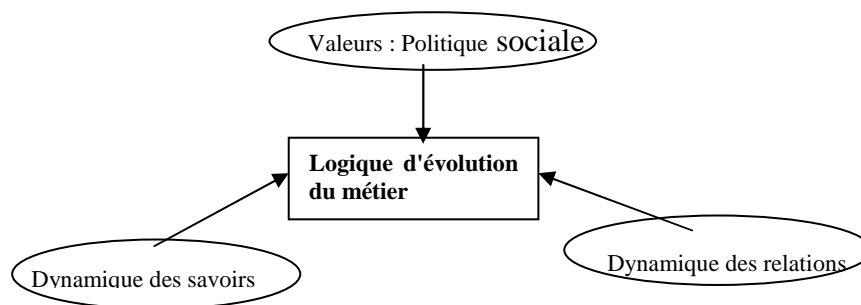 Valeurs : Politique sociale
Logique d'évolution
du métier
Dynamique des savoirs
Dynamique des relations